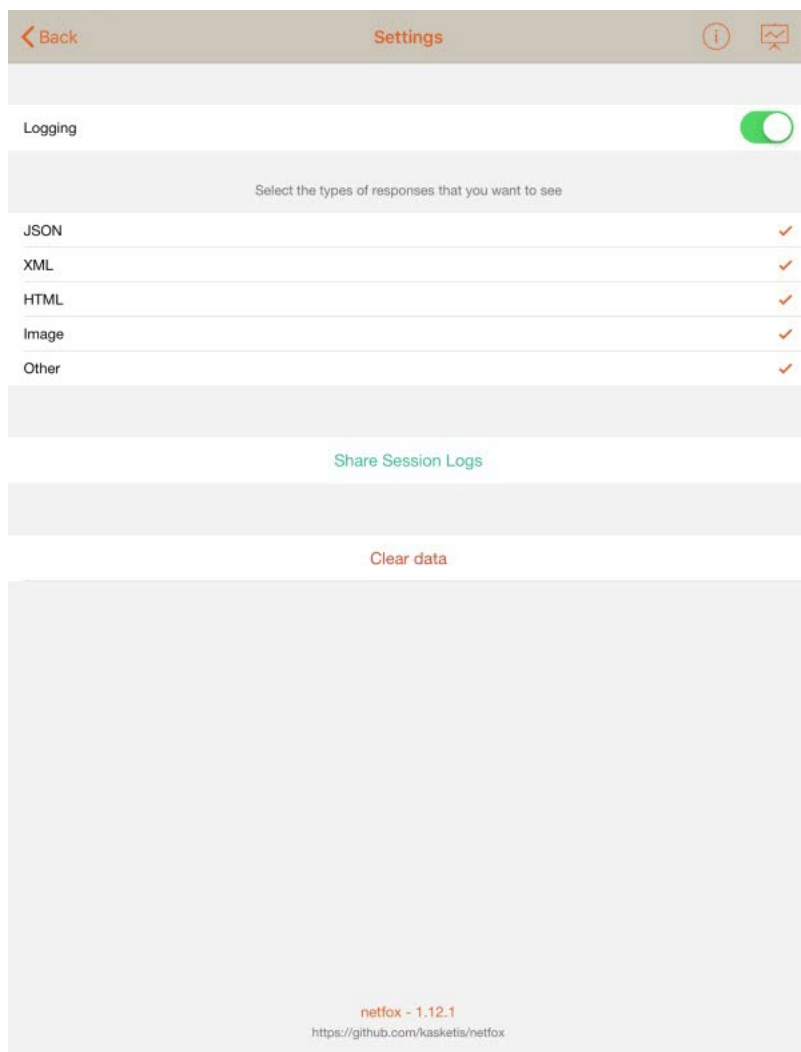 Back
Settings
Logging
Select the types of responses that you want to see
JSON
XML
HTML
Image
Other
Share Session Logs
Clear data
netfox - 1.12.1
https://github.com/kasketis/netfox